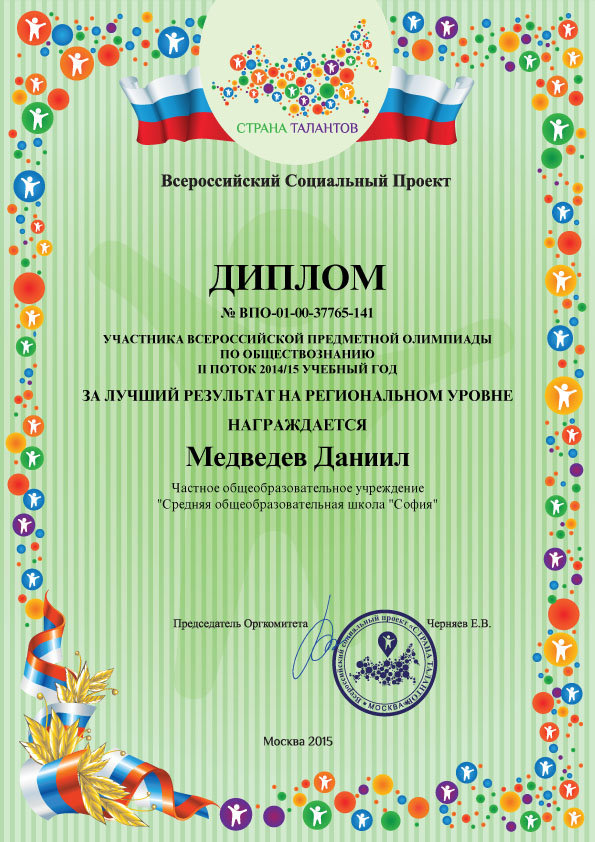 СТРАНА ТАЛАНТОВ
Всероссийский Социальный Проект
ДИПЛОМ
№ ВПО-01-00-37765-141
УЧАСТНИКА ВСЕРОССИЙСКОЙ ПРЕДМЕТНОЙ ОЛИМПИАДЫ
ПО ОБЩЕСТВОЗНАНИЮ
II ПОТОК 2014/15 УЧЕБНЫЙ ГОД
ЗА ЛУЧШИЙ РЕЗУЛЬТАТ НА РЕГИОНАЛЬНОМ УРОВНЕ
НАГРАЖДАЕТСЯ
Медведев Даниил
Частное общеобразовательное учреждение
"Средняя общеобразовательная школа "София"
Председатель Оргкомитета Черняев Е.В.
Всероссийский социальный проект «СТРАНА ТАЛАНТОВ»
МОСКВА
Москва 2015